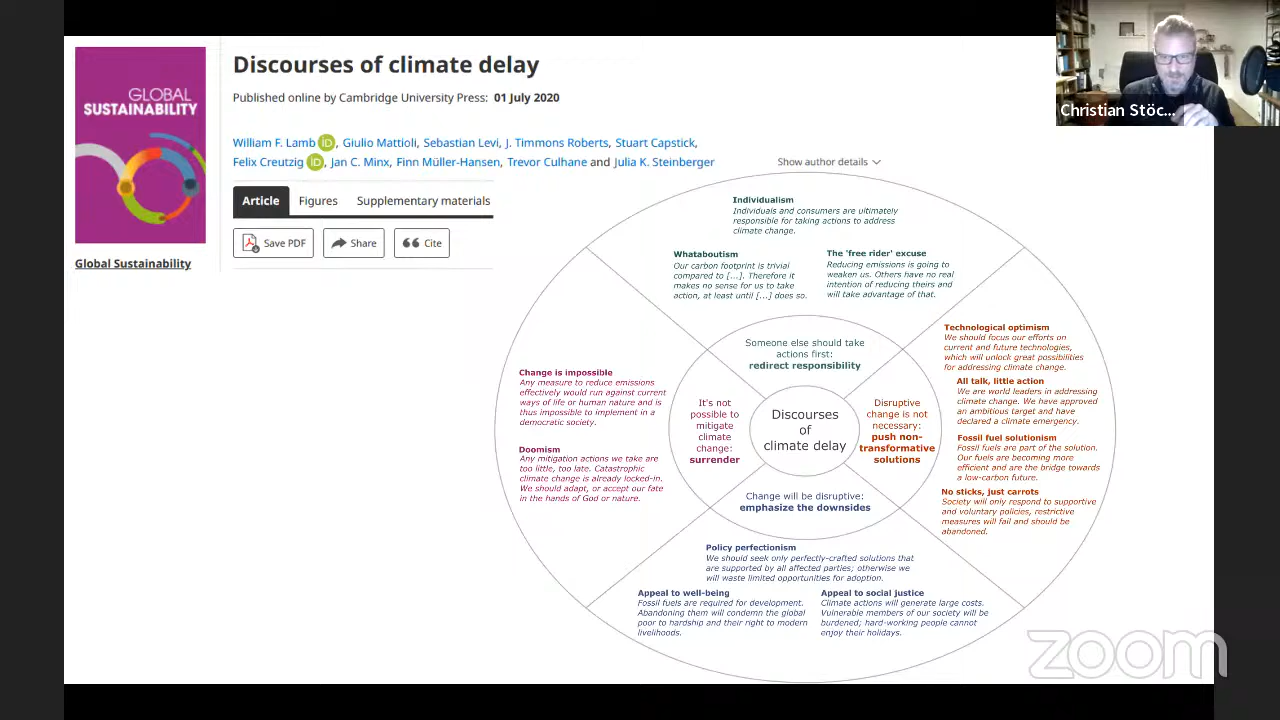 GLOBAL
SUSTAINABILITY
Global Sustainability
Discourses of climate delay
Published online by Cambridge University Press: 01 July 2020
William F. Lamb iD, Giulio Mattioli, Sebastian Levi, J. Timmons Roberts, Stuart Capstick,
Felix Creutzig iD, Jan C. Minx, Finn Müller-Hansen, Trevor Culhane and Julia K. Steinberger
Show author details
Article Figures Supplementary materials
Save PDF Share Cite
Christian Stöc...
Individualism
Individuals and consumers are ultimately
responsible for taking actions to address
climate change.
Whataboutism
Our carbon footprint is trivial
compared to [...]. Therefore it
makes no sense for us to take
action, at least until [...] does so.
The 'free rider' excuse
Reducing emissions is going to
weaken us. Others have no real
intention of reducing theirs and
will take advantage of that.
Someone else should take
actions first:
redirect responsibility
Technological optimism
We should focus our efforts on
current and future technologies,
which will unlock great possibilities
for addressing climate change.
All talk, little action
We are world leaders in addressing
climate change. We have approved
an ambitious target and have
declared a climate emergency.
Fossil fuel solutionism
Fossil fuels are part of the solution.
Our fuels are becoming more
efficient and are the bridge towards
a low-carbon future.
No sticks, just carrots
Society will only respond to supportive
and voluntary policies, restrictive
measures will fail and should be
abandoned.
Disruptive
change is not
necessary:
push non-
transformative
solutions
Discourses
of
climate delay
It's not
possible to
mitigate
climate
change:
surrender
Change is impossible
Any measure to reduce emissions
effectively would run against current
ways of life or human nature and is
thus impossible to implement in a
democratic society.
Doomism
Any mitigation actions we take are
too little, too late. Catastrophic
climate change is already locked-in.
We should adapt, or accept our fate
in the hands of God or nature.
Change will be disruptive:
emphasize the downsides
Policy perfectionism
We should seek only perfectly-crafted solutions that
are supported by all affected parties; otherwise we
will waste limited opportunities for adoption.
Appeal to well-being
Fossil fuels are required for development.
Abandoning them will condemn the global
poor to hardship and their right to modern
livelihoods.
Appeal to social justice
Climate actions will generate large costs.
Vulnerable members of our society will be
burdened; hard-working people cannot
enjoy their holidays.
zoom